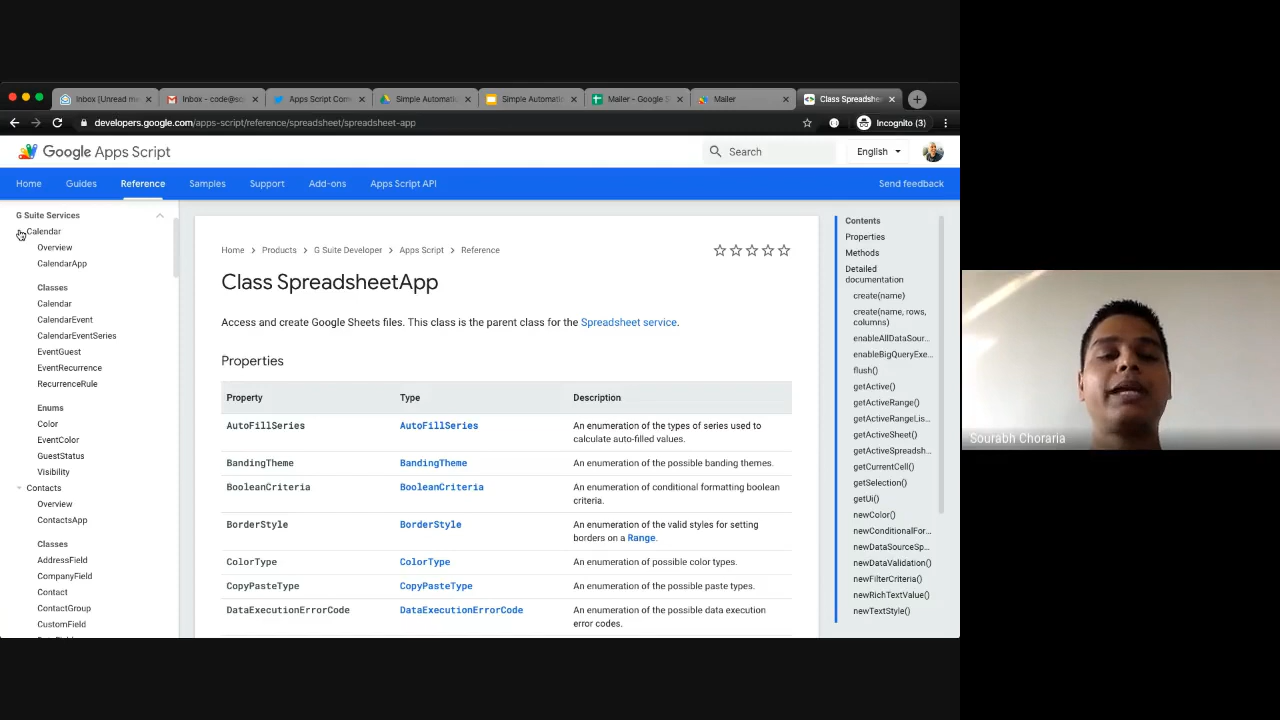 Inbox (Unread m
Inbox - code@sc
Apps Script Com
Simple Automati
Simple Automati
Mailer - Google S
Mailer
Class Spreadshe
developers.google.com/apps-script/reference/spreadsheet/spreadsheet-app
Incognito (3)
Google Apps Script
Search
English
Home
Guides
Reference
Samples
Support
Add-ons
Apps Script API
Send feedback
G Suite Services
Calendar
Overview
CalendarApp
Classes
Calendar
CalendarEvent
CalendarEventSeries
EventGuest
EventRecurrence
RecurrenceRule
Enums
Color
EventColor
GuestStatus
Visibility
Contacts
Overview
ContactsApp
Classes
AddressField
CompanyField
Contact
ContactGroup
CustomField
Home > Products > G Suite Developer > Apps Script > Reference
Class SpreadsheetApp
Access and create Google Sheets files. This class is the parent class for the Spreadsheet service.
Properties
Property Type Description
AutoFillSeries AutoFillSeries An enumeration of the types of series used to
calculate auto-filled values.
BandingTheme BandingTheme An enumeration of the possible banding themes.
BooleanCriteria BooleanCriteria An enumeration of conditional formatting boolean
criteria.
BorderStyle BorderStyle An enumeration of the valid styles for setting
borders on a Range.
ColorType ColorType An enumeration of possible color types.
CopyPasteType CopyPasteType An enumeration of the possible paste types.
DataExecutionErrorCode DataExecutionErrorCode An enumeration of the possible data execution
error codes.
Contents
Properties
Methods
Detailed
documentation
create(name)
create(name, rows,
columns)
enableAllDataSour...
enableBigQueryExe...
flush()
getActive()
getActiveRange()
getActiveRangeLis...
getActiveSheet()
getActiveSpreadsh...
getCurrentCell()
getSelection()
getUi()
newColor()
newConditionalFor...
newDataSourceSp...
newDataValidation()
newFilterCriteria()
newRichTextValue()
newTextStyle()
Sourabh Choraria